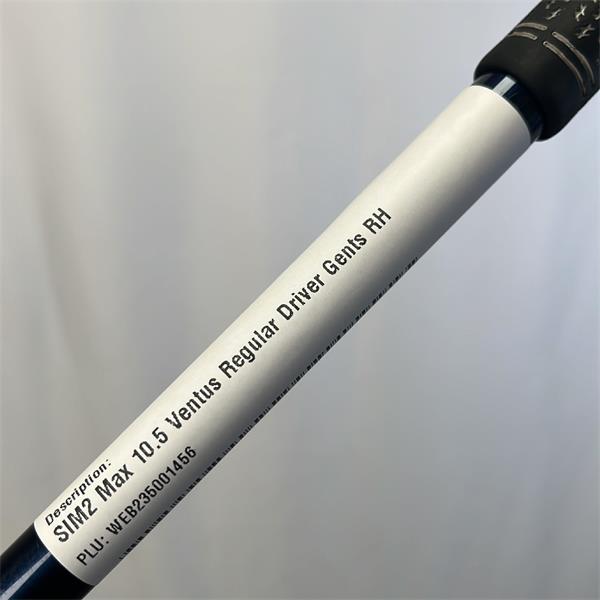 Description:
SIM2 Max 10.5 Ventus Regular Driver Gents RH
PLU: WEB235001456